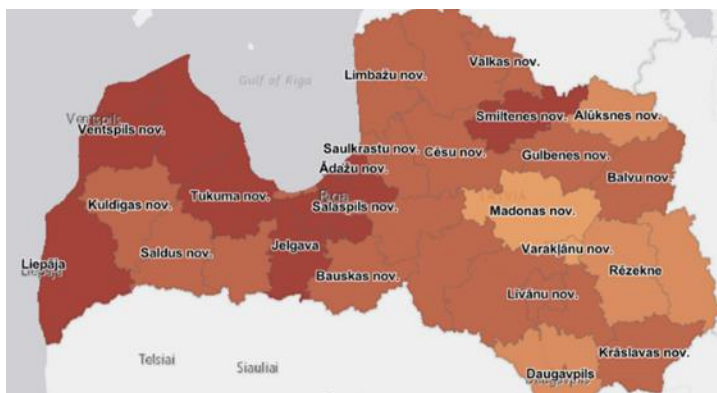 Gulf of Riga
Limbažu nov.
Valkas nov.
Ventspils
Ventspils nov.
Smiltenes nov.
Alūksnes nov.
Saulkrastu nov.
Cēsu nov.
Gulbenes nov.
Ādažu nov.
Balvu nov.
Kuldīgas nov.
Tukuma nov.
Salaspils nov.
LATVIA
Madonas nov.
Jelgava
Varakļānu nov.
Saldus nov.
Liepāja
Rēzekne
Bauskas nov.
Līvānu nov.
Krāslavas nov.
Telsiai
Siauliai
Daugavpils